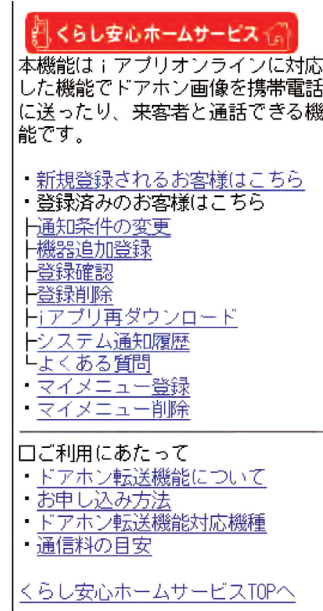 くらし安心ホームサービス
本機能はiアプリオンラインに対応
した機能でドアホン画像を携帯電話
に送ったり、来客者と通話できる機
能です。
・新規登録されるお客様はこちら
・登録済みのお客様はこちら
├通知条件の変更
├機器追加登録
├登録確認
├登録削除
├iアプリ再ダウンロード
├システム通知履歴
└よくある質問
・マイメニュー登録
・マイメニュー削除
□ご利用にあたって
・ドアホン転送機能について
・お申し込み方法
・ドアホン転送機能対応機種
・通信料の目安
くらし安心ホームサービスTOPへ